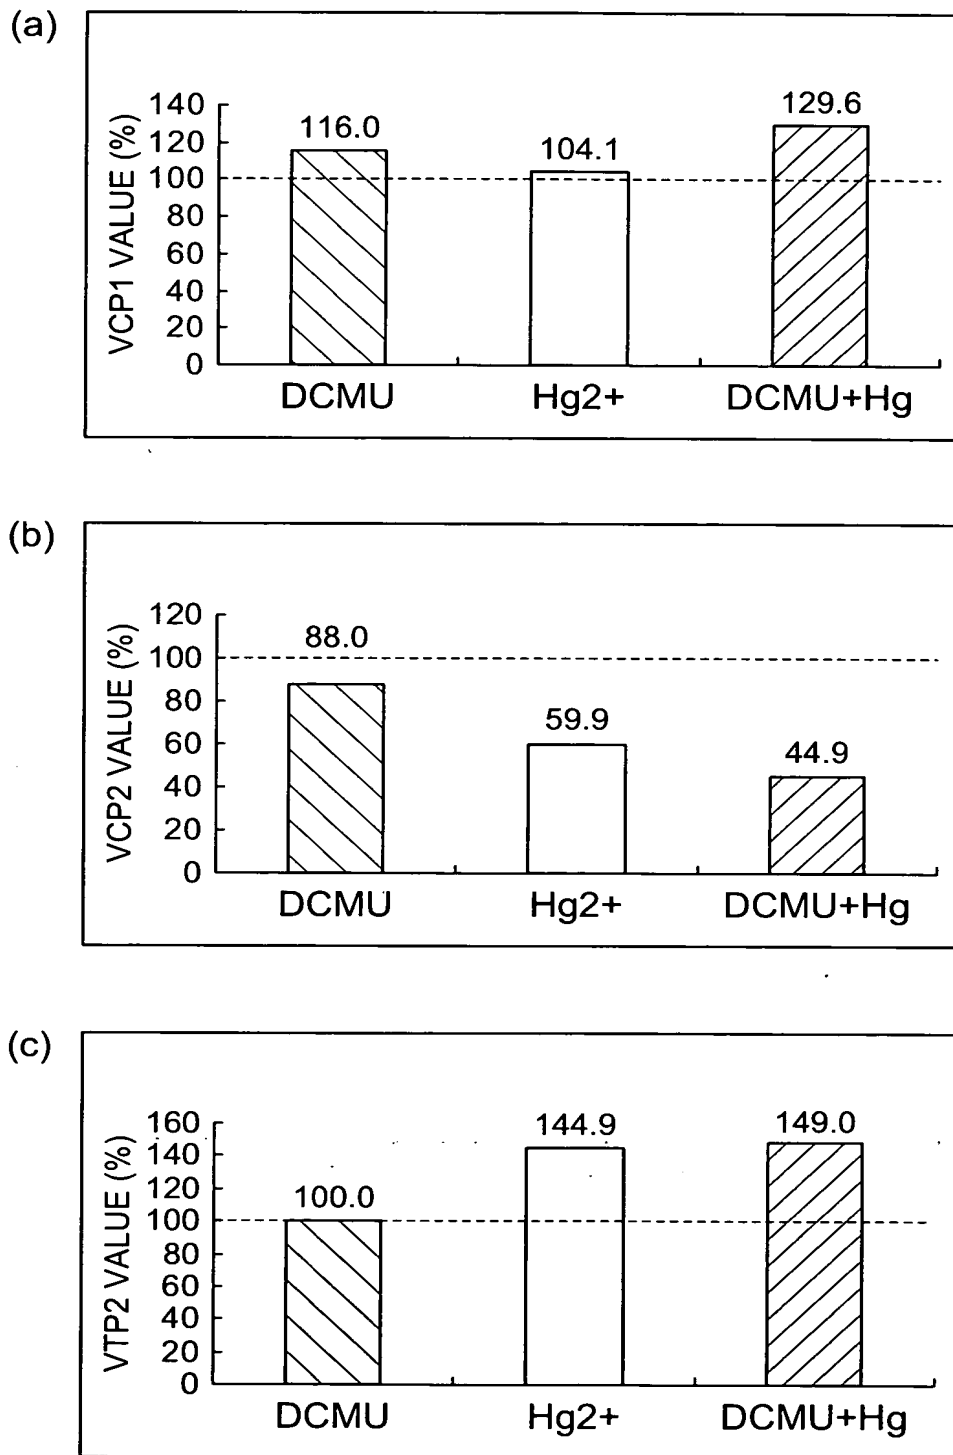 (a)
VCP1 VALUE (%)
140
120
100
80
60
40
20
0
116.0
104.1
129.6
DCMU
Hg2+
DCMU+Hg
(b)
VCP2 VALUE (%)
120
100
80
60
40
20
0
88.0
59.9
44.9
DCMU
Hg2+
DCMU+Hg
(c)
VTP2 VALUE (%)
160
140
120
100
80
60
40
20
0
100.0
144.9
149.0
DCMU
Hg2+
DCMU+Hg